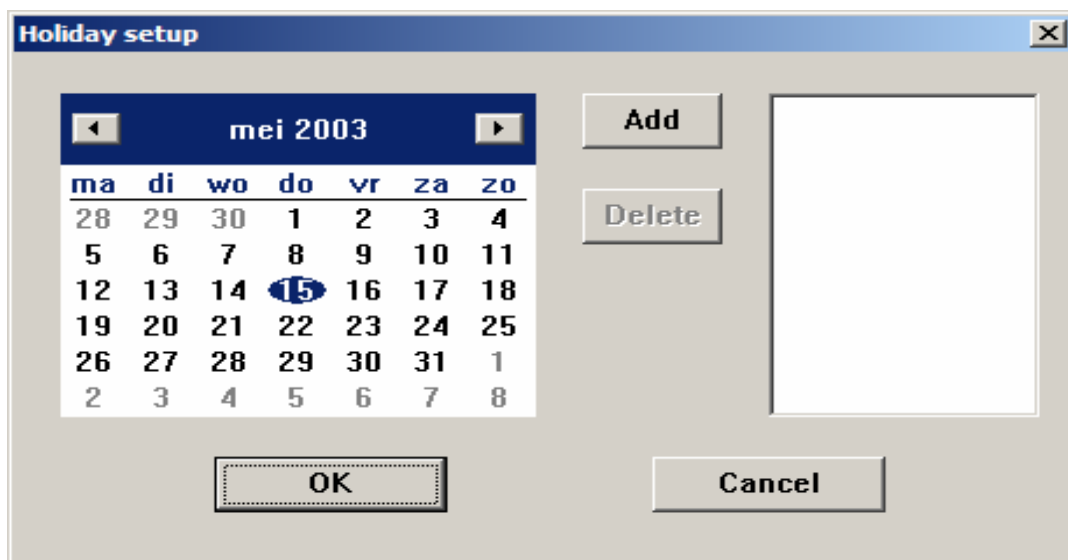 Holiday setup
mei 2003
ma di wo do vr za zo
28 29 30 1 2 3 4
5 6 7 8 9 10 11
12 13 14 15 16 17 18
19 20 21 22 23 24 25
26 27 28 29 30 31 1
2 3 4 5 6 7 8
Add
Delete
OK
Cancel